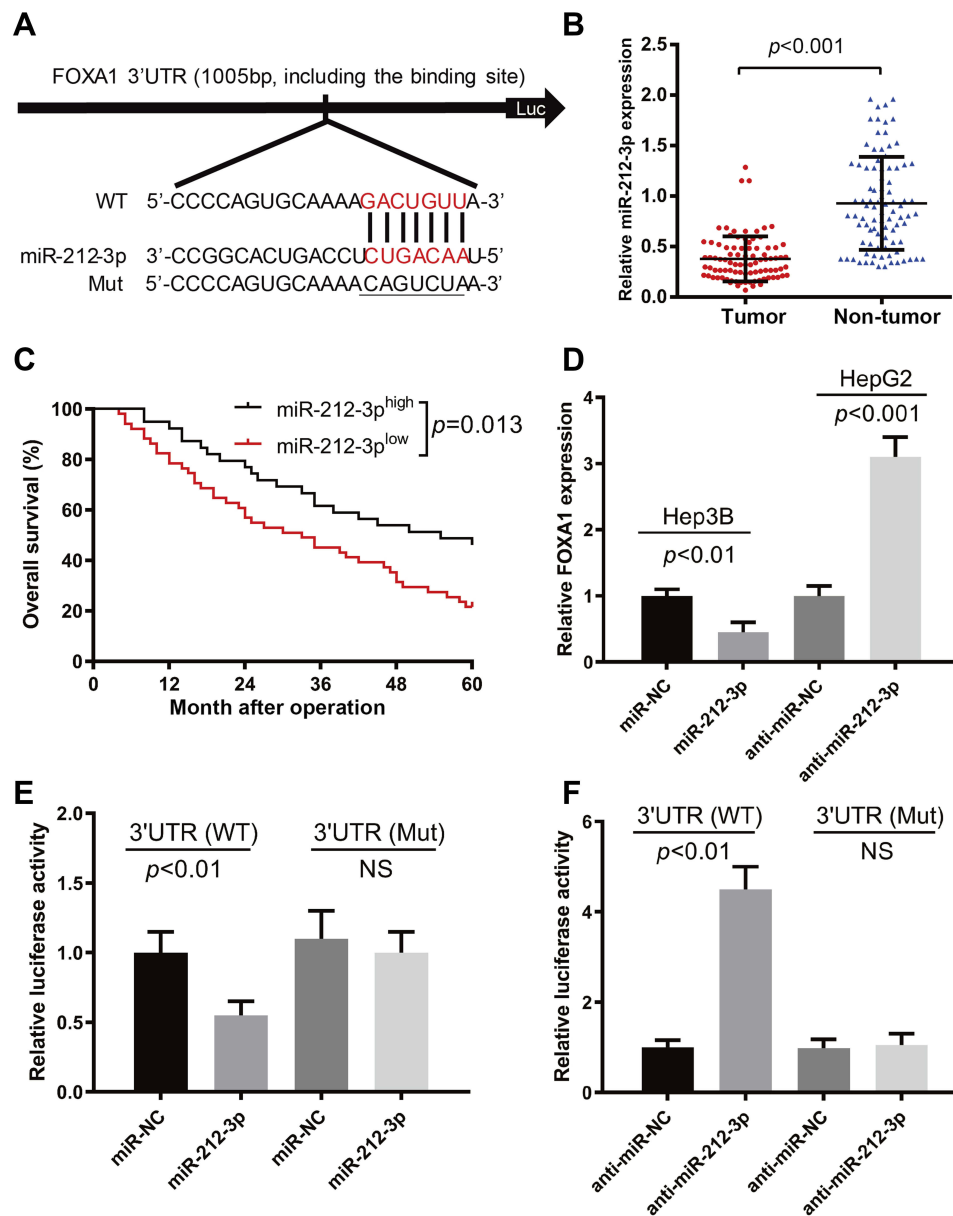 A
FOXA1 3'UTR (1005bp, including the binding site)
Luc
WT 5'-CCCCAGUGCAAAAGACUGUUA-3'
miR-212-3p 3'-CCGGCACUGACCUCUGACAAU-5'
Mut 5'-CCCCAGUGCAAAACAGUCUAA-3'
B
p<0.001
Relative miR-212-3p expression
2.5
2.0
1.5
1.0
0.5
0.0
Tumor Non-tumor
C
miR-212-3phigh
miR-212-3plow
p=0.013
Overall survival (%)
100
80
60
40
20
0
0 12 24 36 48 60
Month after operation
D
HepG2
p<0.001
Hep3B
p<0.01
Relative FOXA1 expression
4
3
2
1
0
miR-NC miR-212-3p anti-miR-NC anti-miR-212-3p
E
3'UTR (WT) 3'UTR (Mut)
p<0.01 NS
Relative luciferase activity
2.0
1.5
1.0
0.5
0.0
miR-NC miR-212-3p miR-NC miR-212-3p
F
3'UTR (WT) 3'UTR (Mut)
p<0.01 NS
Relative luciferase activity
6
4
2
0
anti-miR-NC anti-miR-212-3p anti-miR-NC anti-miR-212-3p